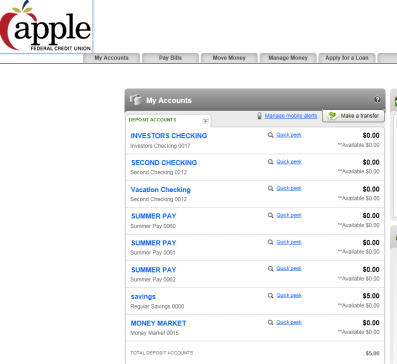 apple
FEDERAL CREDIT UNION
My Accounts Pay Bills Move Money Manage Money Apply for a Loan
My Accounts
DEPOSIT ACCOUNTS Manage mobile alerts Make a transfer
INVESTORS CHECKING Quick peek $0.00
Investors Checking 0017 **Available $0.00
SECOND CHECKING Quick peek $0.00
Second Checking 0212 **Available $0.00
Vacation Checking Quick peek $0.00
Second Checking 0012 **Available $0.00
SUMMER PAY Quick peek $0.00
Summer Pay 0060 **Available $0.00
SUMMER PAY Quick peek $0.00
Summer Pay 0061 **Available $0.00
SUMMER PAY Quick peek $0.00
Summer Pay 0062 **Available $0.00
savings Quick peek $5.00
Regular Savings 0000 **Available $0.00
MONEY MARKET Quick peek $0.00
Money Market 0015 **Available $0.00
TOTAL DEPOSIT ACCOUNTS $5.00